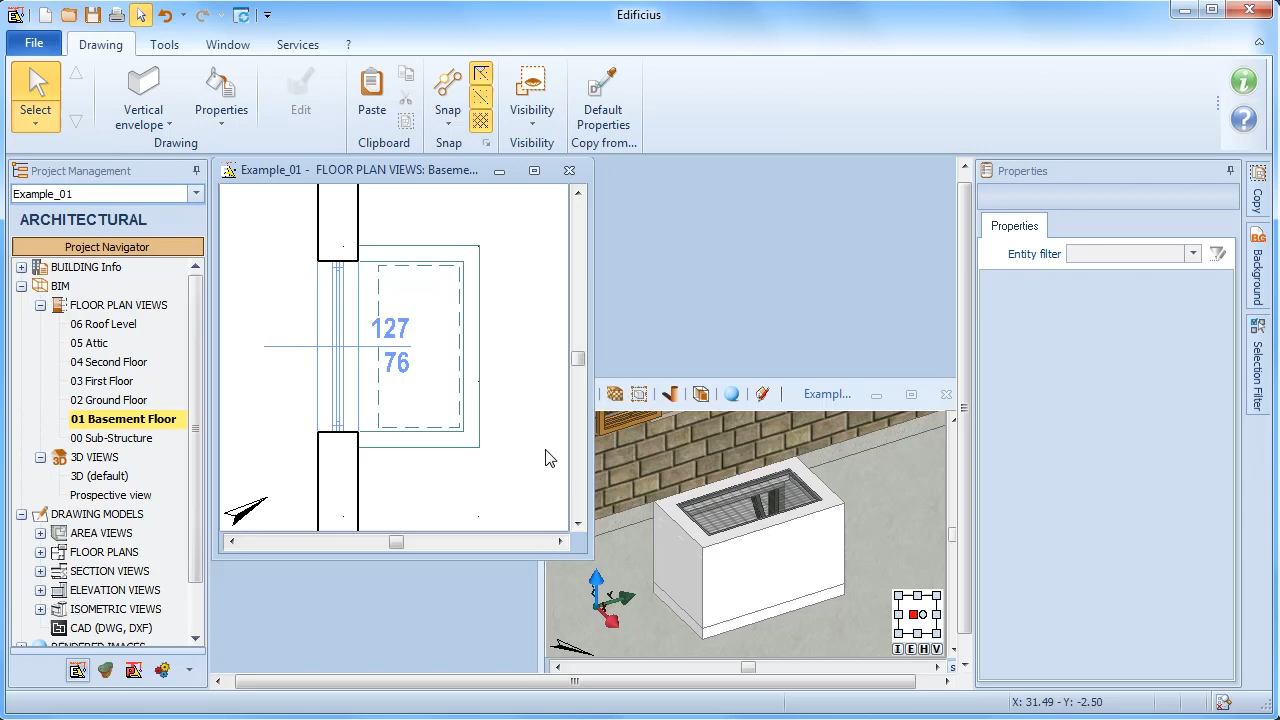 Edificius
File
Drawing
Tools
Window
Services
?
Select
Vertical
envelope
Properties
Edit
Drawing
Paste
Clipboard
Snap
Snap
Visibility
Visibility
Default
Properties
Copy from...
Project Management
Example_01
ARCHITECTURAL
Project Navigator
BUILDING Info
BIM
FLOOR PLAN VIEWS
06 Roof Level
05 Attic
04 Second Floor
03 First Floor
02 Ground Floor
01 Basement Floor
00 Sub-Structure
3D VIEWS
3D (default)
Prospective view
DRAWING MODELS
AREA VIEWS
FLOOR PLANS
SECTION VIEWS
ELEVATION VIEWS
ISOMETRIC VIEWS
CAD (DWG, DXF)
Example_01 - FLOOR PLAN VIEWS: Baseme...
127
76
Exampl...
I E H V
s
Properties
Properties
Entity filter
Copy
BG
Background
Selection Filter
X: 31.49 - Y: -2.50